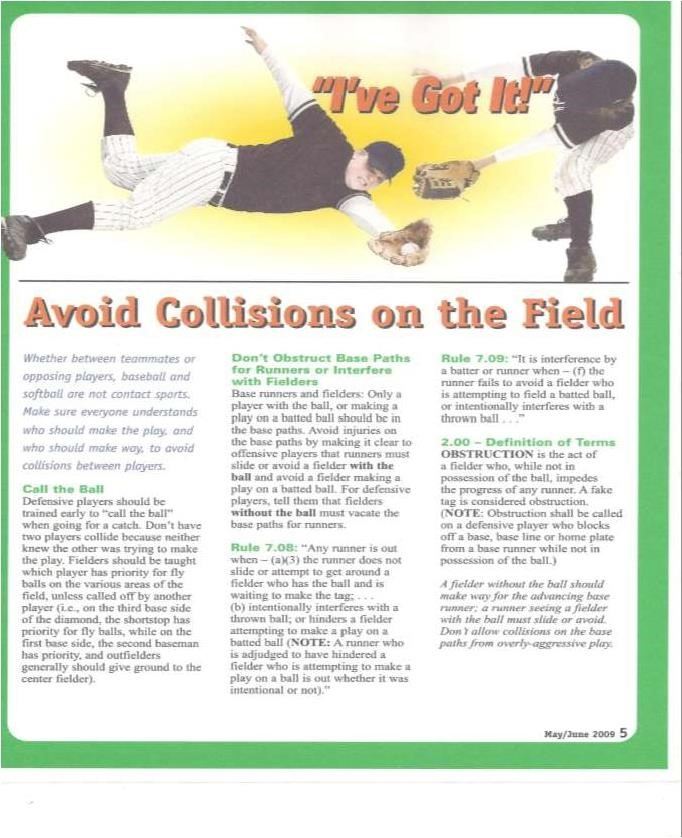 "I've Got It!"
Avoid Collisions on the Field
Whether between teammates or
opposing players, baseball and
softball are not contact sports.
Make sure everyone understands
who should make the play, and
who should make way, to avoid
collisions between players.
Call the Ball
Defensive players should be
trained early to "call the ball"
when going for a catch. Don't have
two players collide because neither
knew the other was trying to make
the play. Fielders should be taught
which player has priority for fly
balls on the various areas of the
field, unless called off by another
player (i.e., on the third base side
of the diamond, the shortstop has
priority for fly balls, while on the
first base side, the second baseman
has priority, and outfielders
generally should give ground to the
center fielder).
Don't Obstruct Base Paths
for Runners or Interfere
with Fielders
Base runners and fielders: Only a
player with the ball, or making a
play on a batted ball should be in
the base paths. Avoid injuries on
the base paths by making it clear to
offensive players that runners must
slide or avoid a fielder with the
ball and avoid a fielder making a
play on a batted ball. For defensive
players, tell them that fielders
without the ball must vacate the
base paths for runners.
Rule 7.08: "Any runner is out
when – (a)(3) the runner does not
slide or attempt to get around a
fielder who has the ball and is
waiting to make the tag; . . .
(b) intentionally interferes with a
thrown ball; or hinders a fielder
attempting to make a play on a
batted ball (NOTE: A runner who
is adjudged to have hindered a
fielder who is attempting to make a
play on a ball is out whether it was
intentional or not)."
Rule 7.09: "It is interference by
a batter or runner when – (f) the
runner fails to avoid a fielder who
is attempting to field a batted ball,
or intentionally interferes with a
thrown ball . . ."
2.00 – Definition of Terms
OBSTRUCTION is the act of
a fielder who, while not in
possession of the ball, impedes
the progress of any runner. A fake
tag is considered obstruction.
(NOTE: Obstruction shall be called
on a defensive player who blocks
off a base, base line or home plate
from a base runner while not in
possession of the ball.)
A fielder without the ball should
make way for the advancing base
runner; a runner seeing a fielder
with the ball must slide or avoid.
Don't allow collisions on the base
paths from overly-aggressive play.
May/June 2009 5